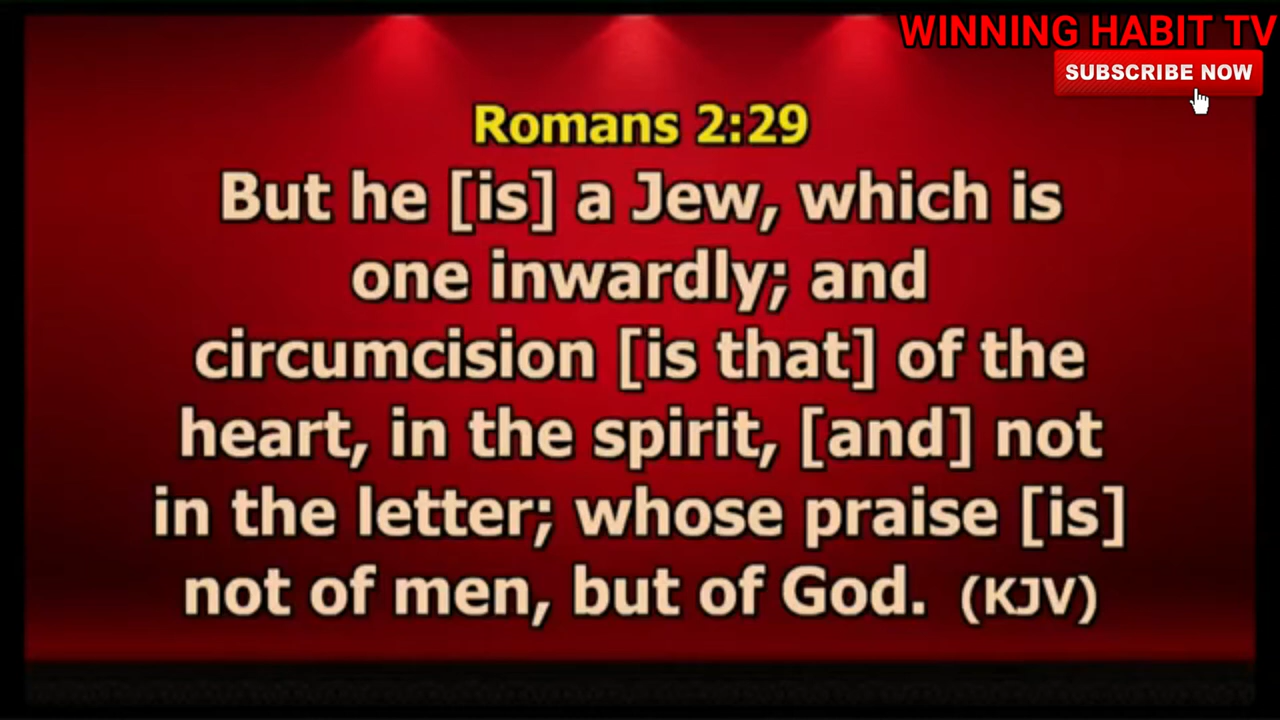 WINNING HABIT TV
SUBSCRIBE NOW
Romans 2:29
But he [is] a Jew, which is
one inwardly; and
circumcision [is that] of the
heart, in the spirit, [and] not
in the letter; whose praise [is]
not of men, but of God. (KJV)